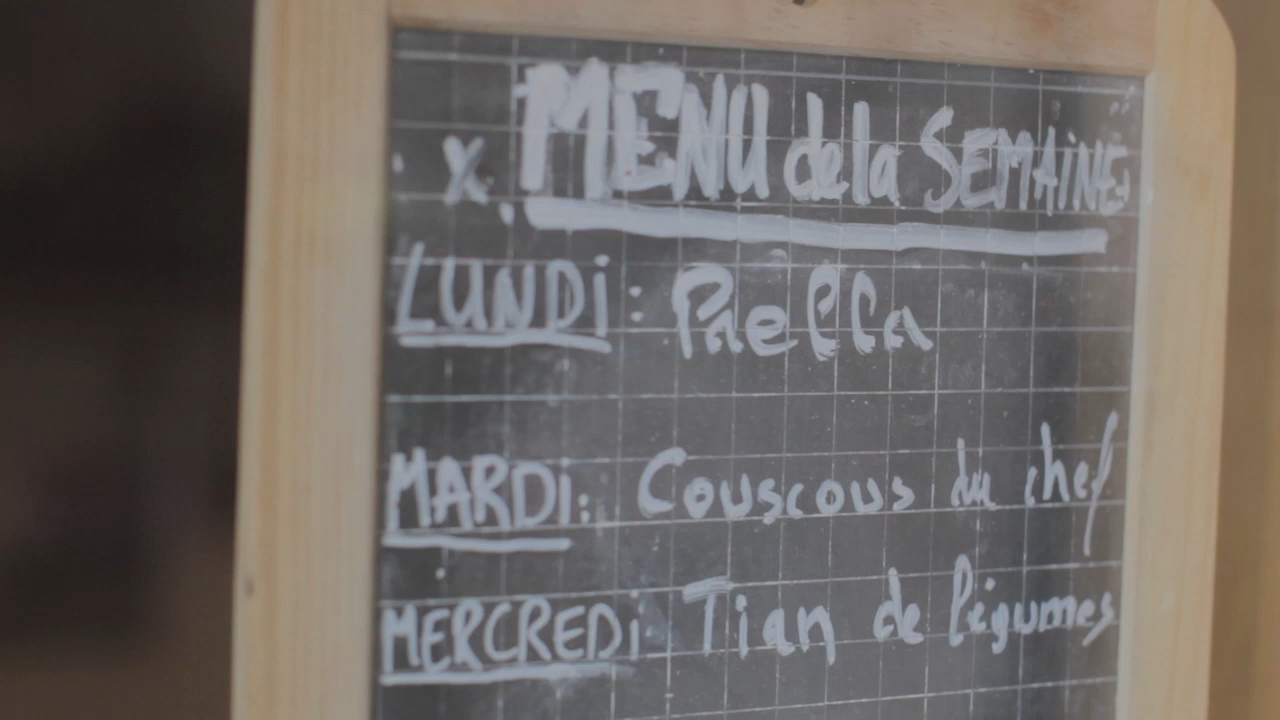 x MENU de la SEMAINE
LUNDi: Paella
MARDi: Couscous du chef
MERCREDi: Tian de légumes